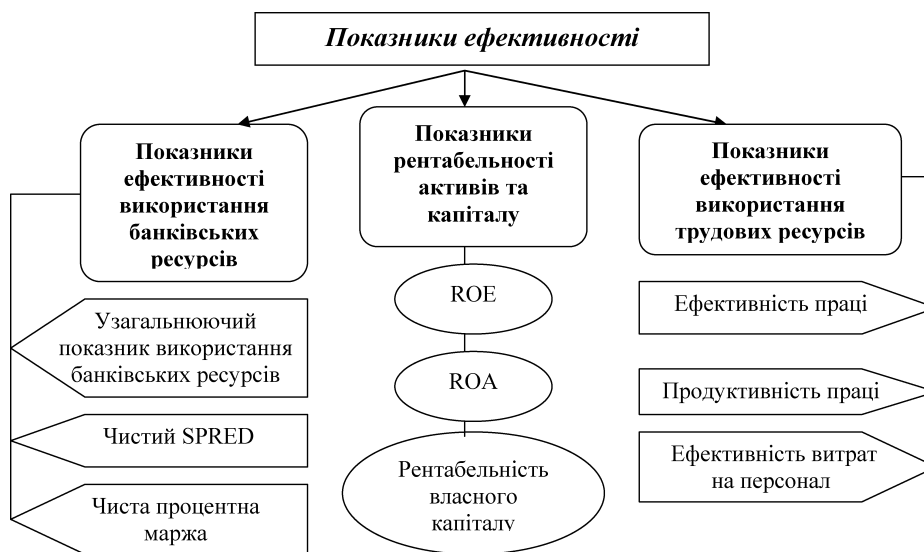 Показники ефективності
Показники
ефективності
використання
банківських
ресурсів
Показники
рентабельності
активів та
капіталу
Показники
ефективності
використання
трудових ресурсів
Узагальнюючий
показник використання
банківських ресурсів
Чистий SPRED
Чиста процентна
маржа
ROE
ROA
Рентабельність
власного
капіталу
Ефективність праці
Продуктивність праці
Ефективність витрат
на персонал